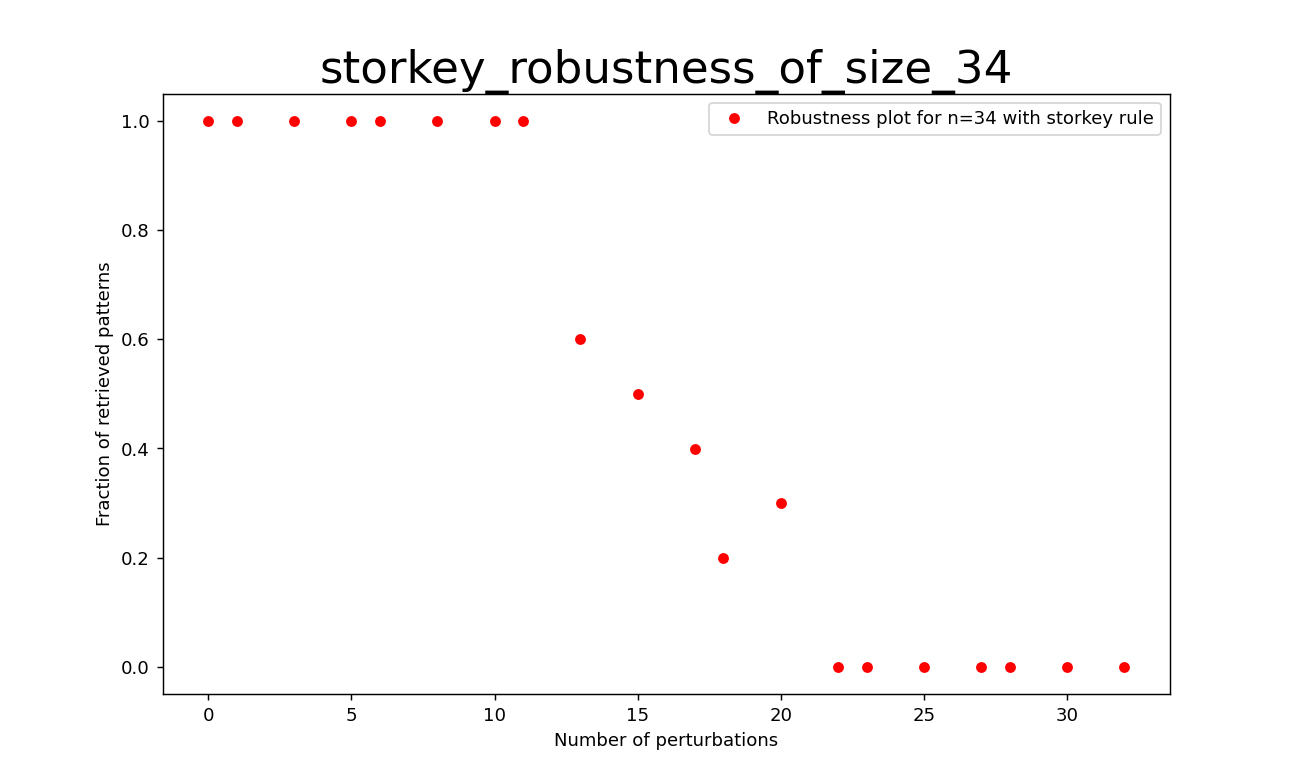 storkey_robustness_of_size_34
Robustness plot for n=34 with storkey rule
Fraction of retrieved patterns
1.0
0.8
0.6
0.4
0.2
0.0
0 5 10 15 20 25 30
Number of perturbations